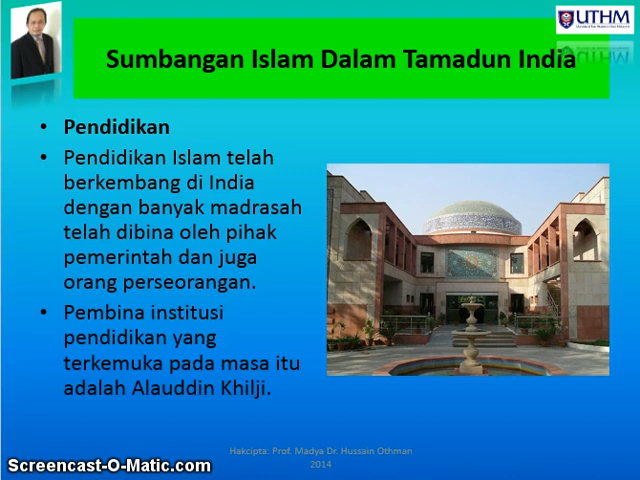 UTHM
Sumbangan Islam Dalam Tamadun India
• Pendidikan
• Pendidikan Islam telah
berkembang di India
dengan banyak madrasah
telah dibina oleh pihak
pemerintah dan juga
orang perseorangan.
• Pembina institusi
pendidikan yang
terkemuka pada masa itu
adalah Alauddin Khilji.
Hakcipta: Prof. Madya Dr. Hussain Othman
2014
Screencast-O-Matic.com